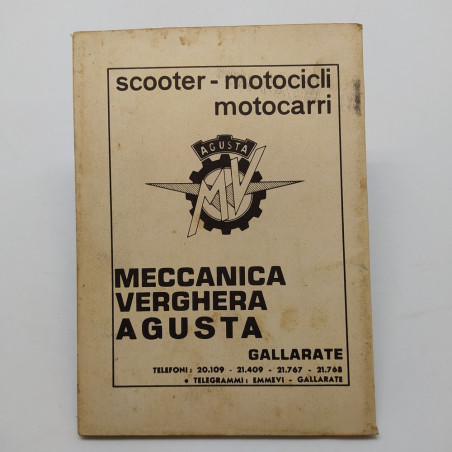 scooter - motocicli
motocarri
AGUSTA
MV
MECCANICA
VERGHERA
AGUSTA
GALLARATE
TELEFONI: 20.109 - 21.409 - 21.767 - 21.768
• TELEGRAMMI: EMMEVI - GALLARATE